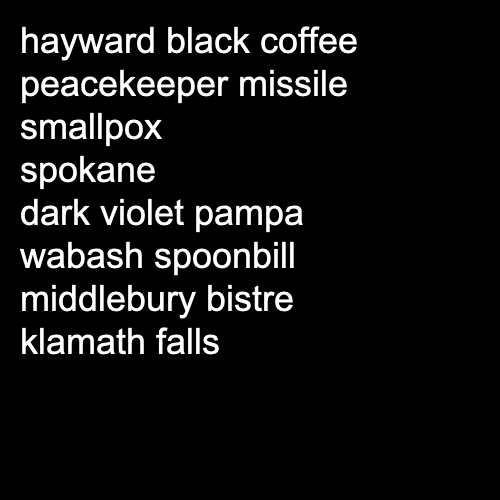 hayward black coffee
peacekeeper missile
smallpox
spokane
dark violet pampa
wabash spoonbill
middlebury bistre
klamath falls